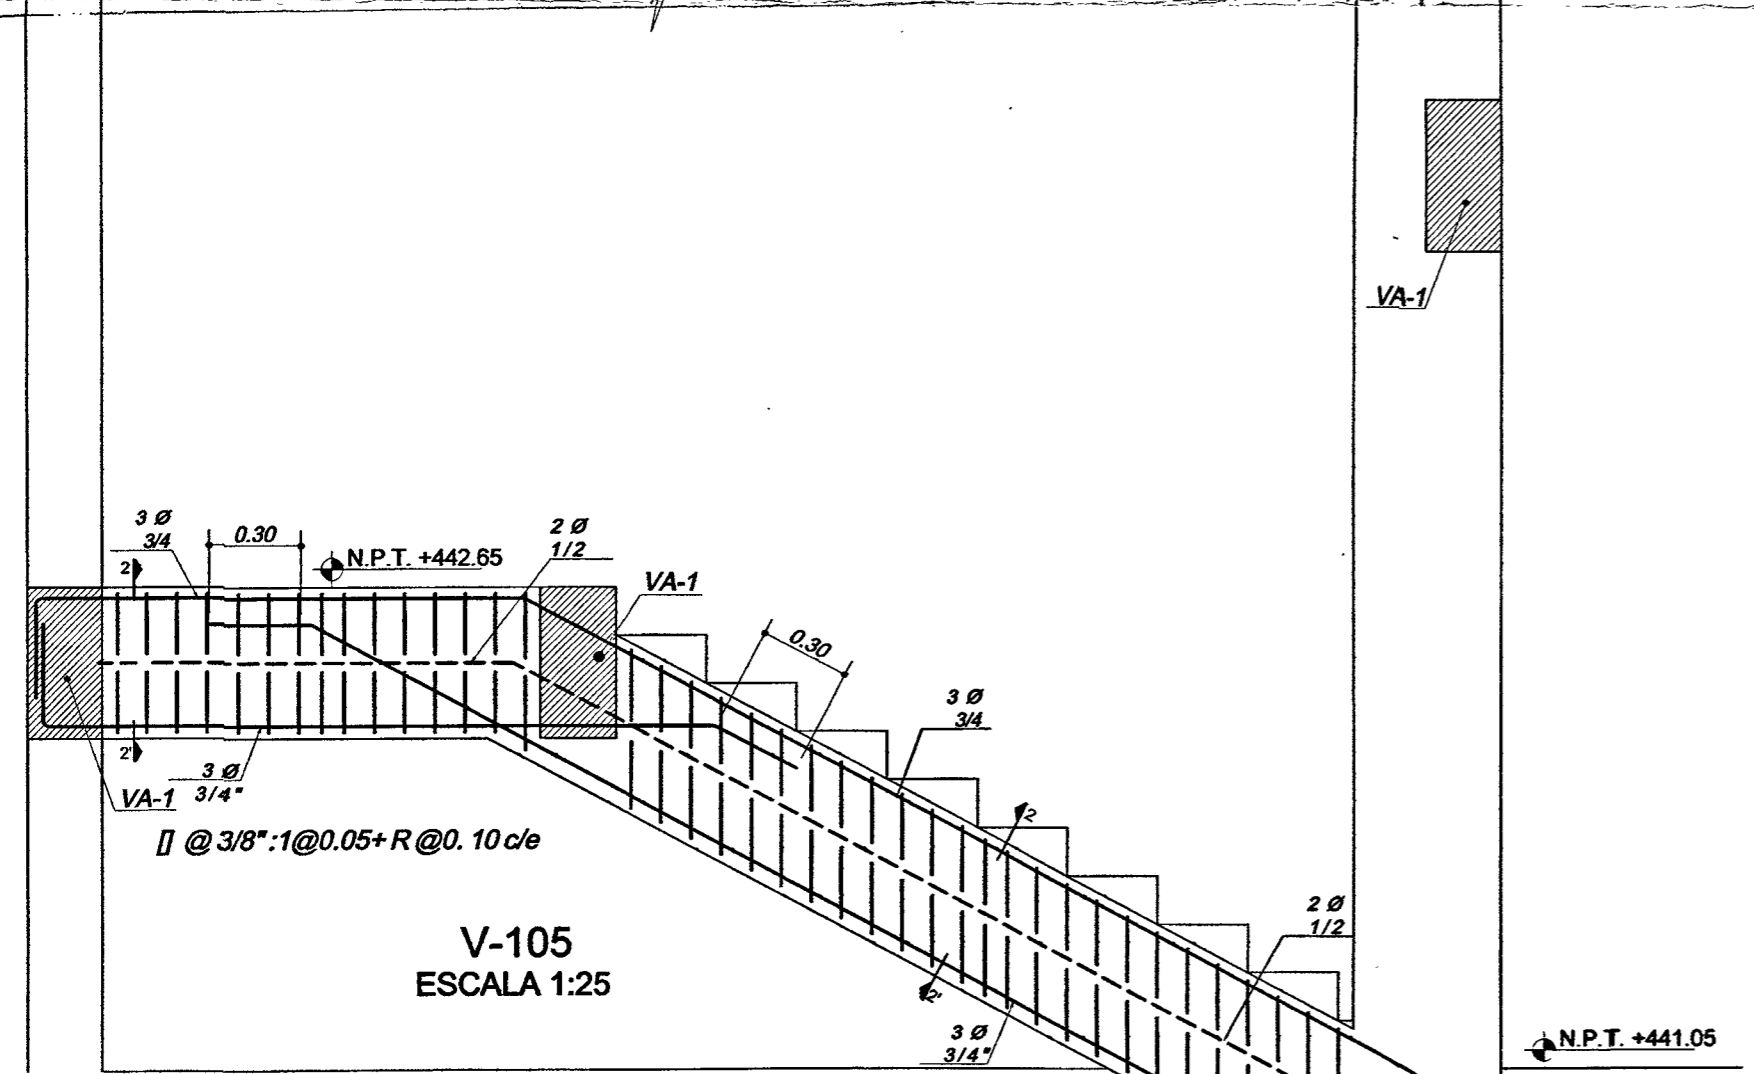 VA-1
3 Ø
3/4
0.30
2 Ø
1/2
N.P.T. +442.65
2
VA-1
0.30
3 Ø
3/4
2'
3 Ø
3/4"
VA-1
[] @ 3/8":1@0.05+ R @0. 10 c/e
2
2 Ø
1/2
V-105
ESCALA 1:25
2'
3 Ø
3/4"
N.P.T. +441.05